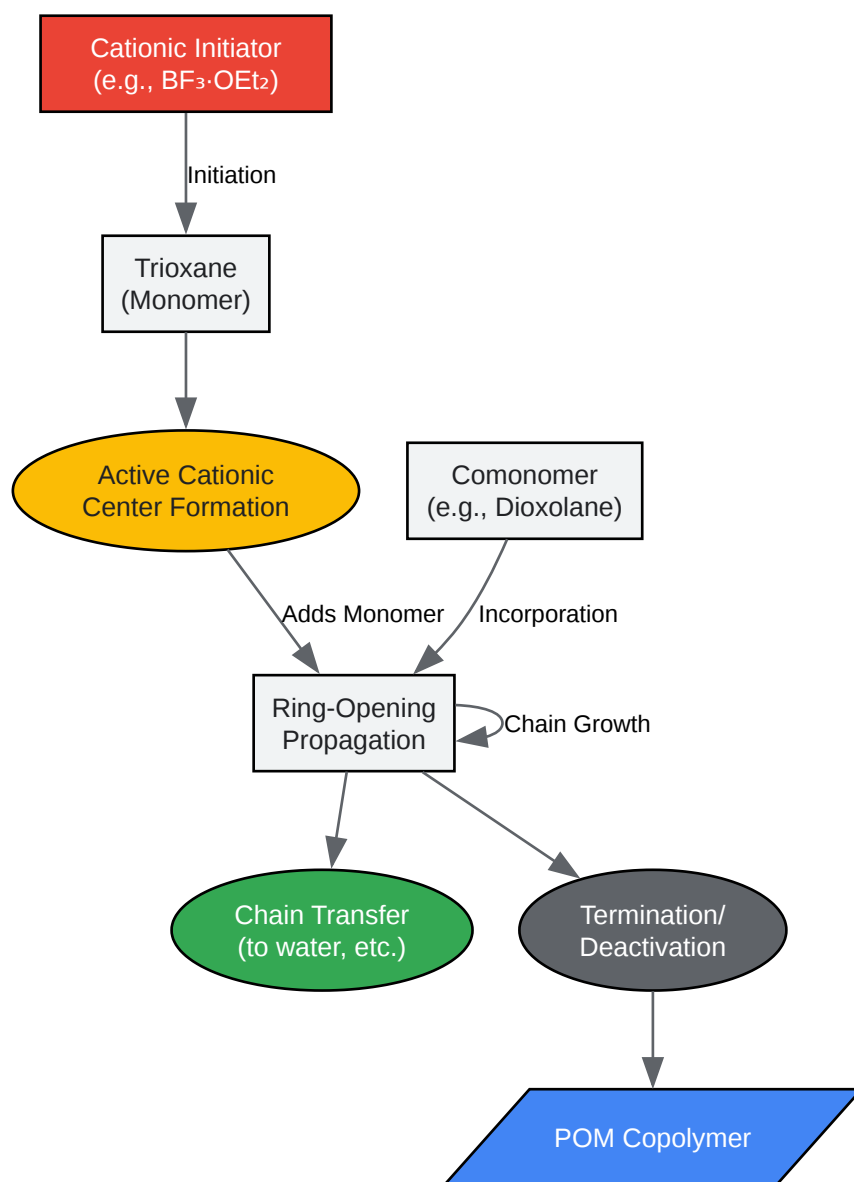 Cationic Initiator
(e.g., BF₃·OEt₂)
Initiation
Trioxane
(Monomer)
Active Cationic
Center Formation
Comonomer
(e.g., Dioxolane)
Adds Monomer
Incorporation
Ring-Opening
Propagation
Chain Growth
Chain Transfer
(to water, etc.)
Termination/
Deactivation
POM Copolymer